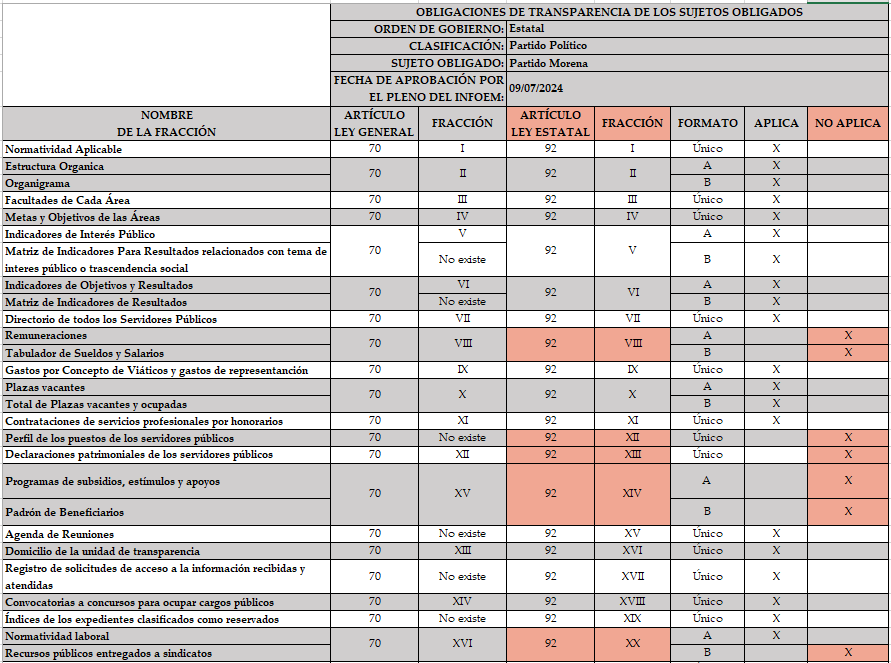 OBLIGACIONES DE TRANSPARENCIA DE LOS SUJETOS OBLIGADOS
ORDEN DE GOBIERNO: Estatal
CLASIFICACIÓN: Partido Político
SUJETO OBLIGADO: Partido Morena
FECHA DE APROBACIÓN POR
EL PLENO DEL INFOEM: 09/07/2024
NOMBRE
DE LA FRACCIÓN
ARTÍCULO
LEY GENERAL
FRACCIÓN
ARTÍCULO
LEY ESTATAL
FRACCIÓN
FORMATO
APLICA
NO APLICA
Normatividad Aplicable 70 I 92 I Único X
Estructura Organica 70 II 92 II A X
Organigrama B X
Facultades de Cada Área 70 III 92 III Único X
Metas y Objetivos de las Áreas 70 IV 92 IV Único X
Indicadores de Interés Público 70 V 92 V A X
Matriz de Indicadores Para Resultados relacionados con tema de
interes público o trascendencia social No existe B X
Indicadores de Objetivos y Resultados 70 VI 92 VI A X
Matriz de Indicadores de Resultados No existe B X
Directorio de todos los Servidores Públicos 70 VII 92 VII Único X
Remuneraciones 70 VIII 92 VIII A X
Tabulador de Sueldos y Salarios B X
Gastos por Concepto de Viáticos y gastos de representanción 70 IX 92 IX Único X
Plazas vacantes 70 X 92 X A X
Total de Plazas vacantes y ocupadas B X
Contrataciones de servicios profesionales por honorarios 70 XI 92 XI Único X
Perfil de los puestos de los servidores públicos 70 No existe 92 XII Único X
Declaraciones patrimoniales de los servidores públicos 70 XII 92 XIII Único X
Programas de subsidios, estímulos y apoyos 70 XV 92 XIV A X
Padrón de Beneficiarios B X
Agenda de Reuniones 70 No existe 92 XV Único X
Domicilio de la unidad de transparencia 70 XIII 92 XVI Único X
Registro de solicitudes de acceso a la información recibidas y
atendidas 70 No existe 92 XVII Único X
Convocatorias a concursos para ocupar cargos públicos 70 XIV 92 XVIII Único X
Índices de los expedientes clasificados como reservados 70 No existe 92 XIX Único X
Normatividad laboral 70 XVI 92 XX A X
Recursos públicos entregados a sindicatos B X